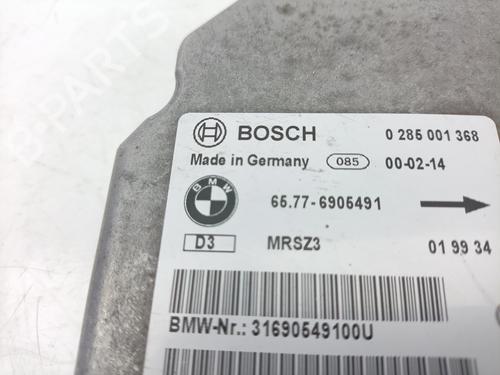 BOSCH 0 285 001 368
Made in Germany 085 00-02-14
BMW 65.77-6905491
D3 MRSZ3 01 99 34
BMW-Nr.: 31690549100U